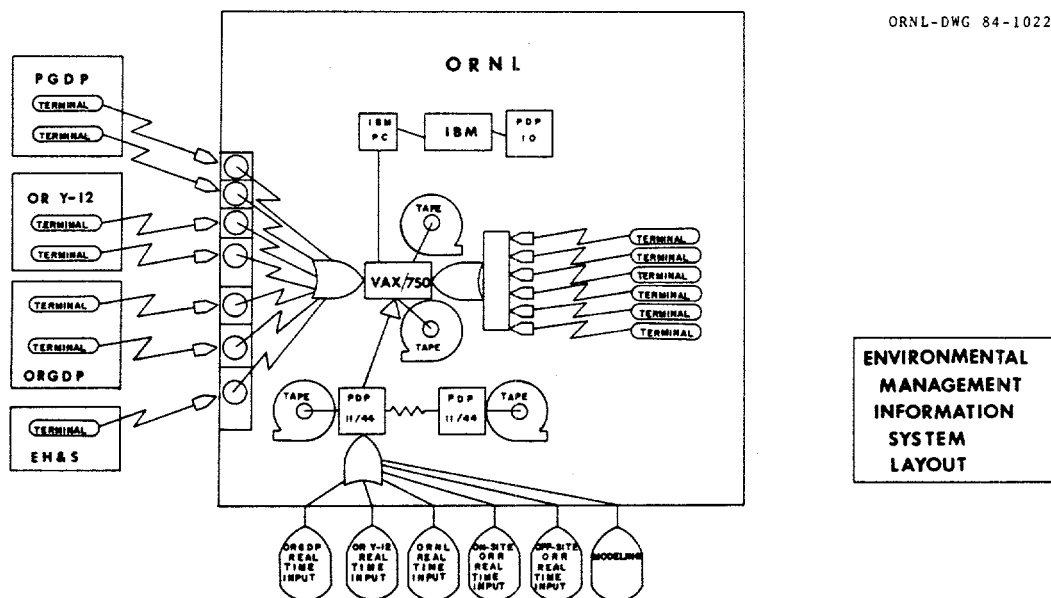 ORNL-DWG 84-1022
ORNL
PGDP
TERMINAL
TERMINAL
OR Y-12
TERMINAL
TERMINAL
TERMINAL
TERMINAL
ORGDP
TERMINAL
EH&S
IBM
PC
IBM
PDP
10
TAPE
VAX/750
TAPE
TERMINAL
TERMINAL
TERMINAL
TERMINAL
TERMINAL
TERMINAL
TAPE
PDP
11/44
PDP
11/44
TAPE
ORGDP
REAL
TIME
INPUT
OR Y-12
REAL
TIME
INPUT
ORNL
REAL
TIME
INPUT
ON-SITE
ORR
REAL
TIME
INPUT
OFF-SITE
ORR
REAL
TIME
INPUT
MODELING
ENVIRONMENTAL
MANAGEMENT
INFORMATION
SYSTEM
LAYOUT